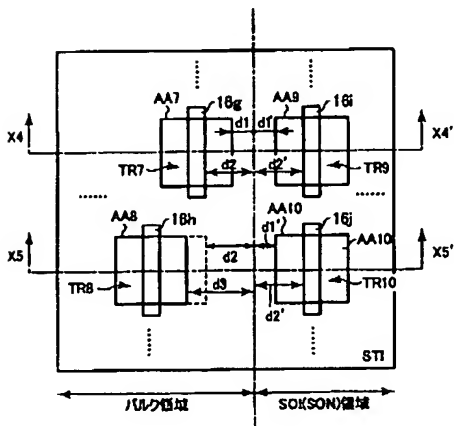 AA7
16g
AA9
16i
d1
d1'
X4
X4'
TR7
d2
d2'
TR9
AA8
16h
AA10
16j
d1'
AA10
X5
d2
X5'
TR8
d3
d2'
TR10
STI
バルク領域
SOI(SON)領域